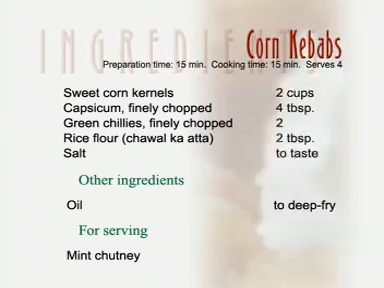 INGREDIENTS
Corn Kebabs
Preparation time: 15 min. Cooking time: 15 min. Serves 4
Sweet corn kernels 2 cups
Capsicum, finely chopped 4 tbsp.
Green chillies, finely chopped 2
Rice flour (chawal ka atta) 2 tbsp.
Salt to taste
Other ingredients
Oil to deep-fry
For serving
Mint chutney